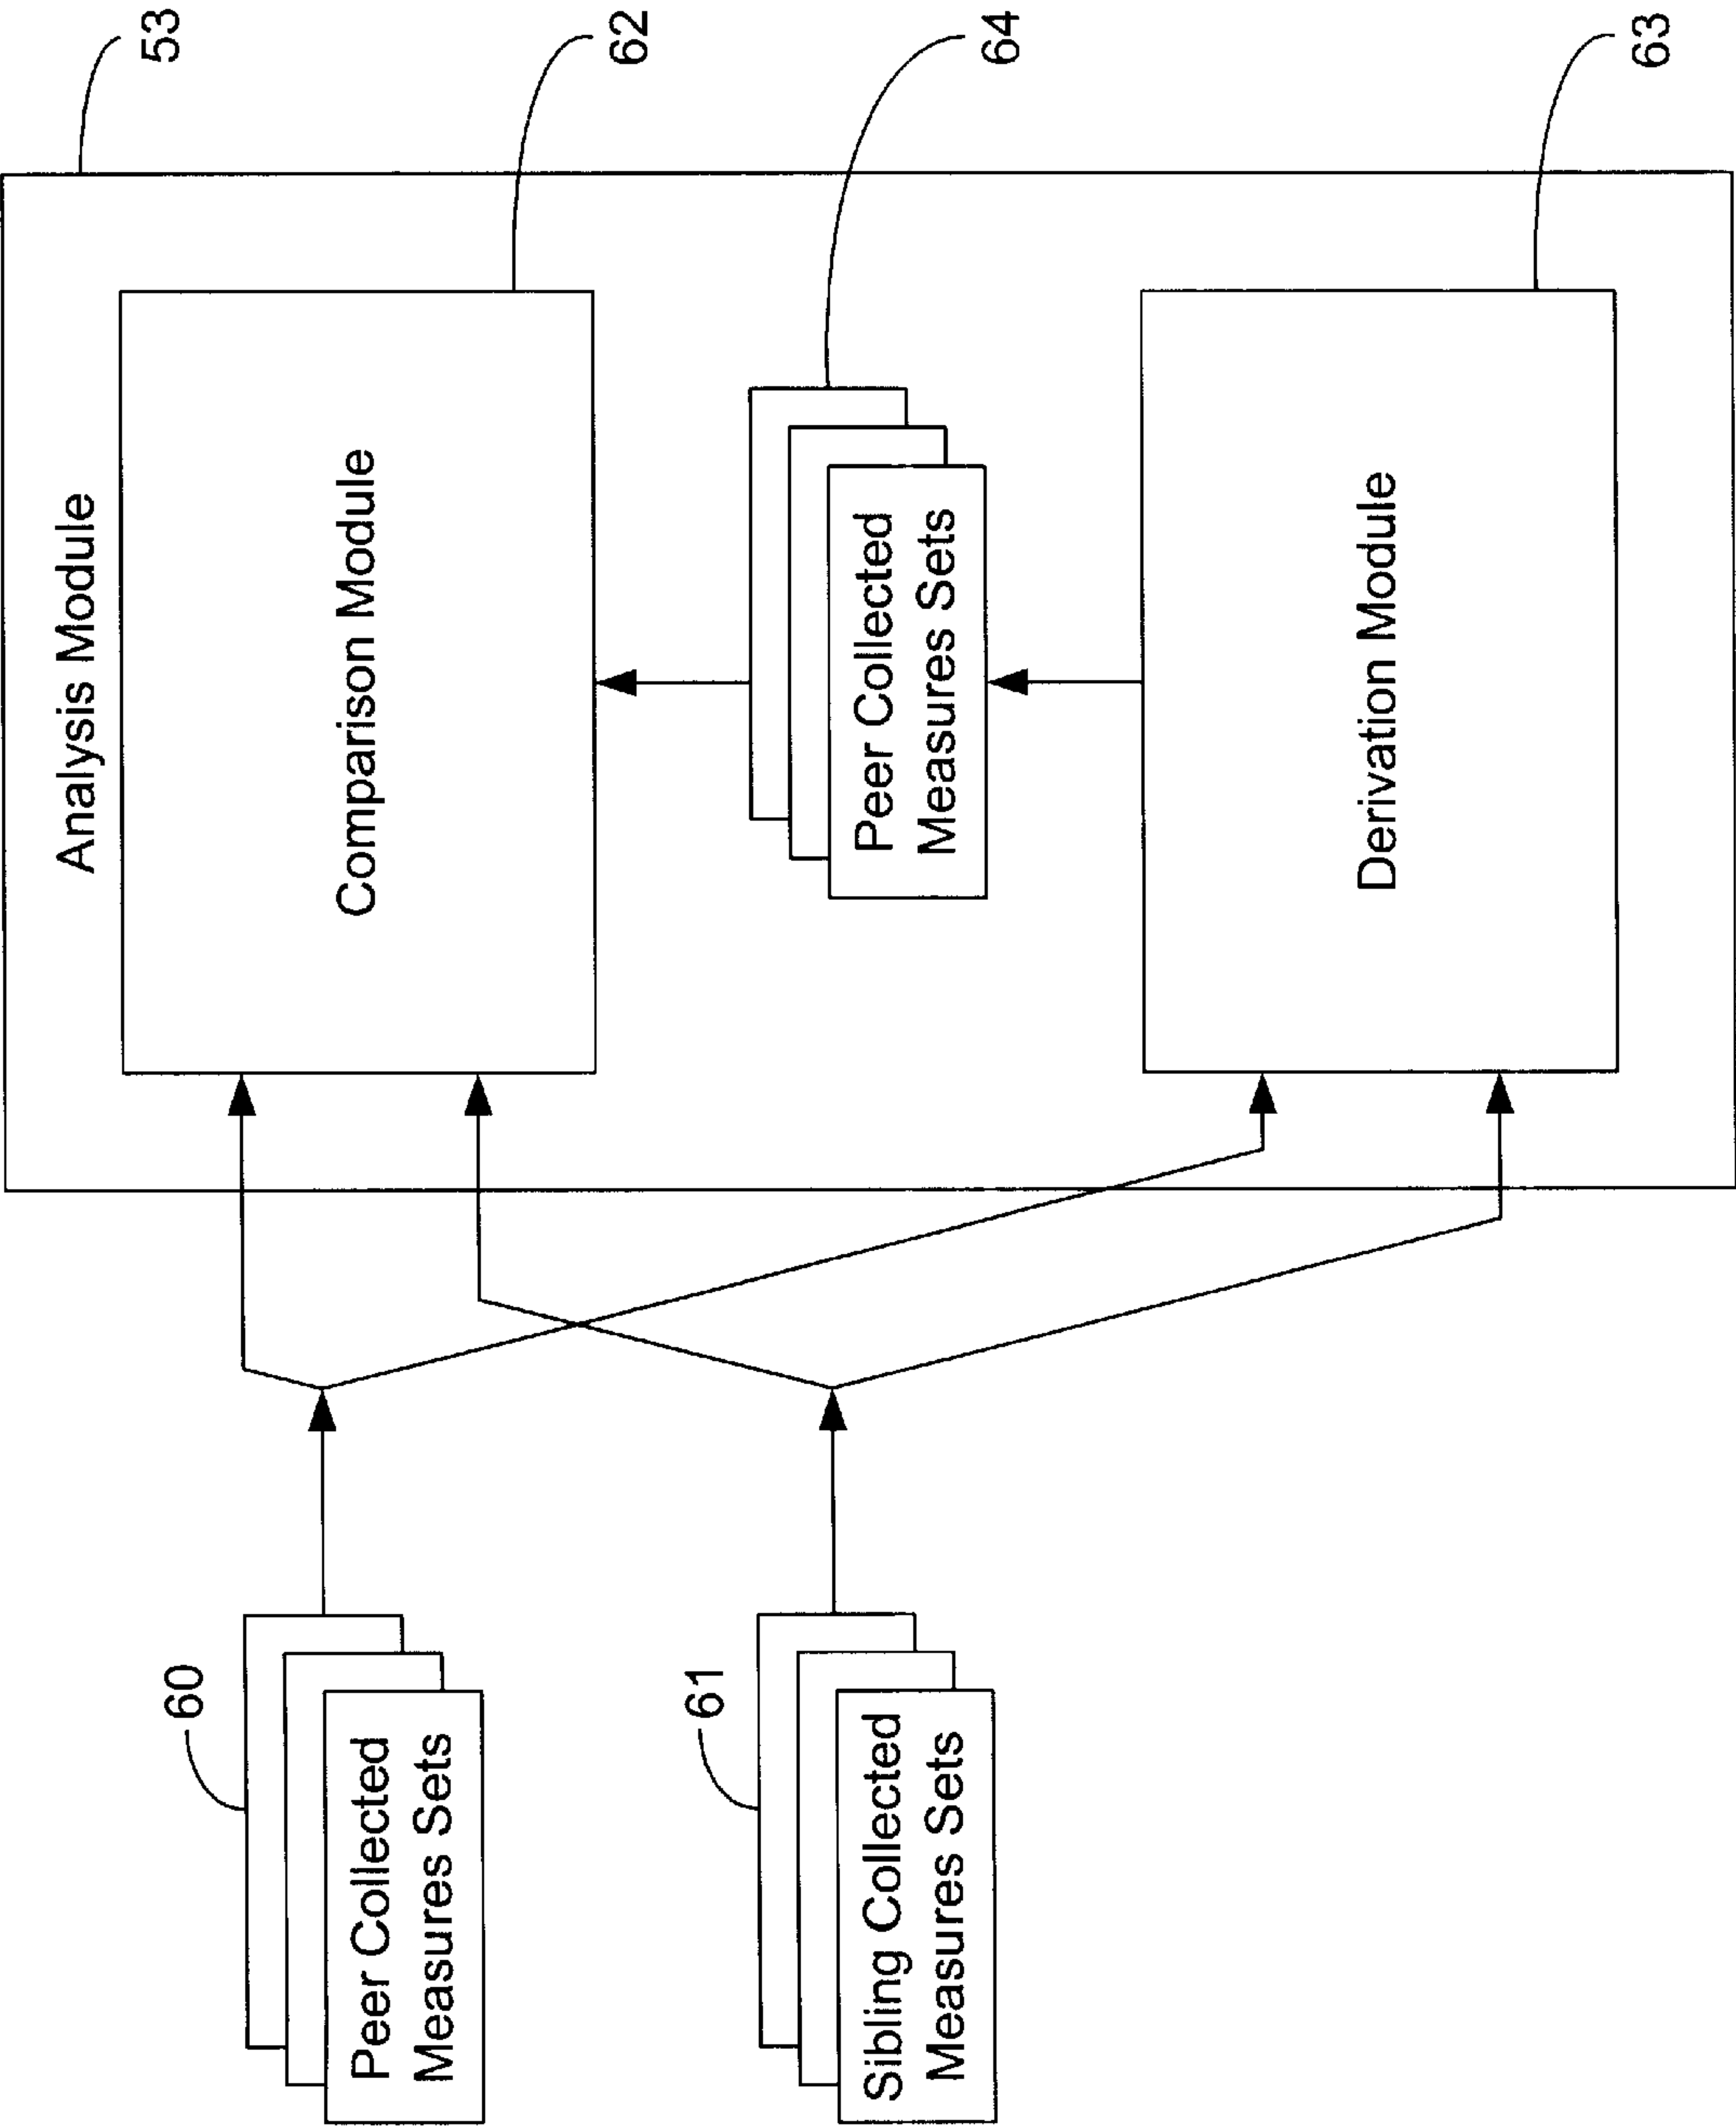 53
Analysis Module
Comparison Module
62
60
Peer Collected
Measures Sets
Peer Collected
Measures Sets
64
61
Sibling Collected
Measures Sets
Derivation Module
63